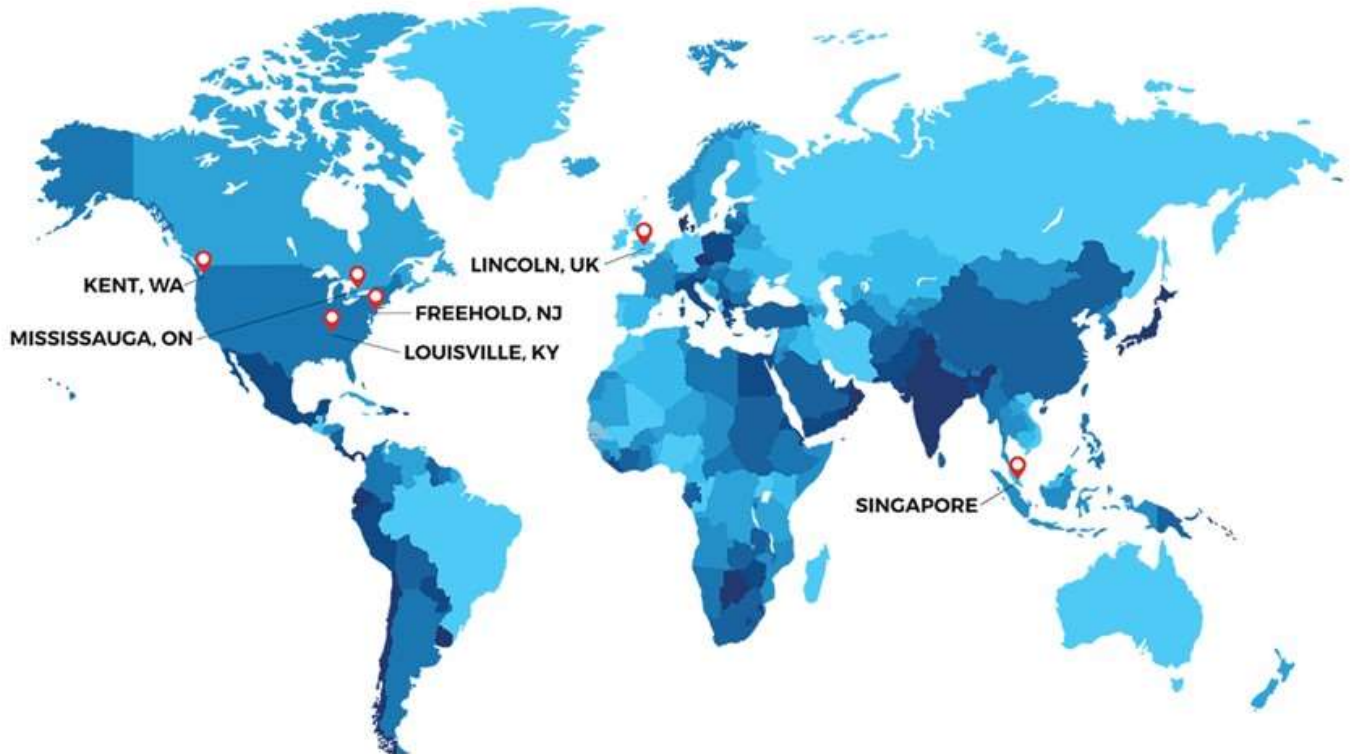 LINCOLN, UK
KENT, WA
FREEHOLD, NJ
MISSISSAUGA, ON
LOUISVILLE, KY
SINGAPORE